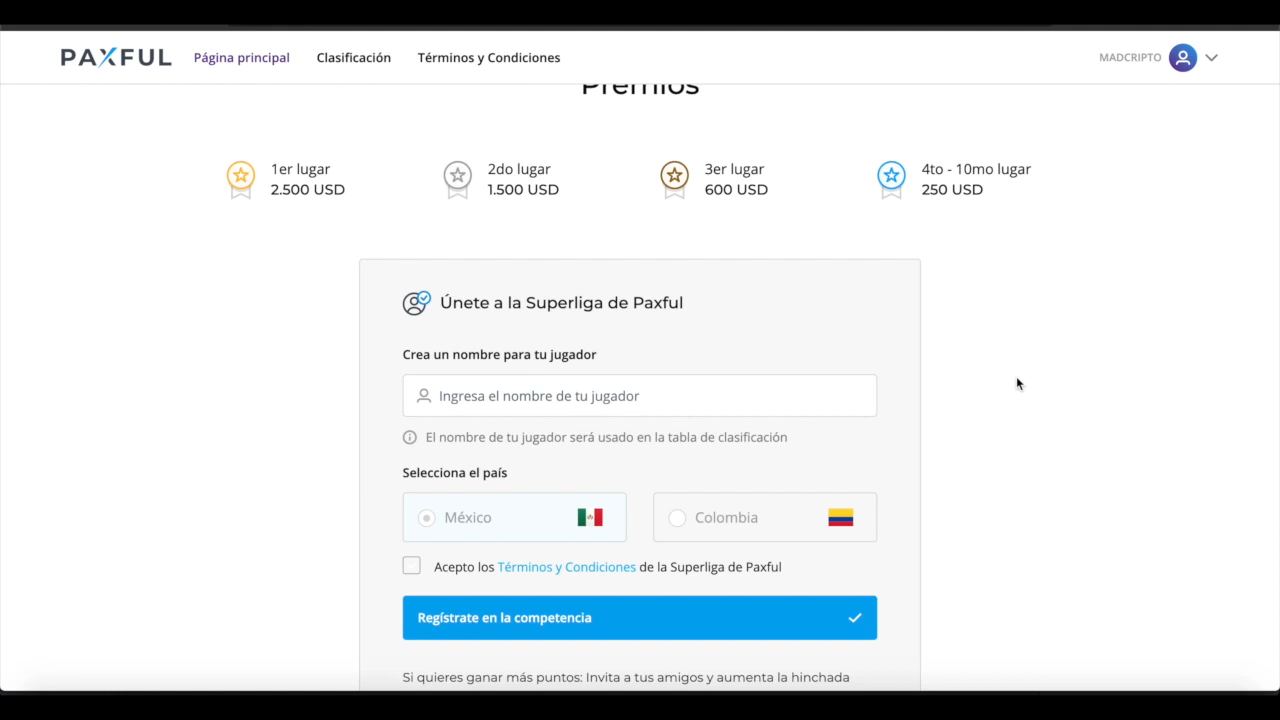 PAXFUL
Página principal
Clasificación
Términos y Condiciones
MADCRIPTO
Premios
1er lugar
2.500 USD
2do lugar
1.500 USD
3er lugar
600 USD
4to - 10mo lugar
250 USD
Únete a la Superliga de Paxful
Crea un nombre para tu jugador
Ingresa el nombre de tu jugador
El nombre de tu jugador será usado en la tabla de clasificación
Selecciona el país
México
Colombia
Acepto los Términos y Condiciones de la Superliga de Paxful
Regístrate en la competencia
Si quieres ganar más puntos: Invita a tus amigos y aumenta la hinchada